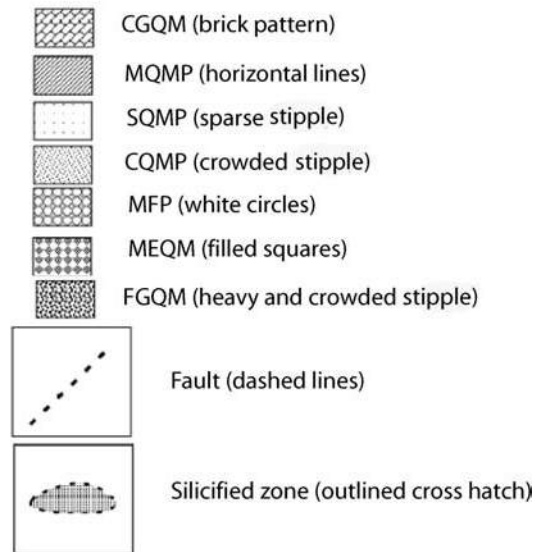 CGQM (brick pattern)
MQMP (horizontal lines)
SQMP (sparse stipple)
CQMP (crowded stipple)
MFP (white circles)
MEQM (filled squares)
FGQM (heavy and crowded stipple)
Fault (dashed lines)
Silicified zone (outlined cross hatch)